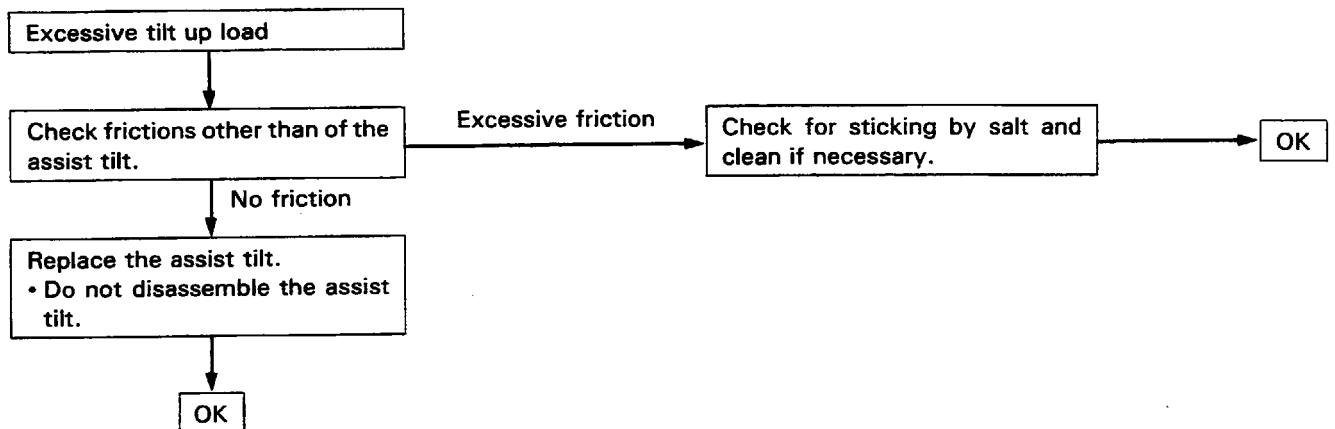 Excessive tilt up load
Check frictions other than of the
assist tilt.
Excessive friction
Check for sticking by salt and
clean if necessary.
OK
No friction
Replace the assist tilt.
• Do not disassemble the assist
tilt.
OK